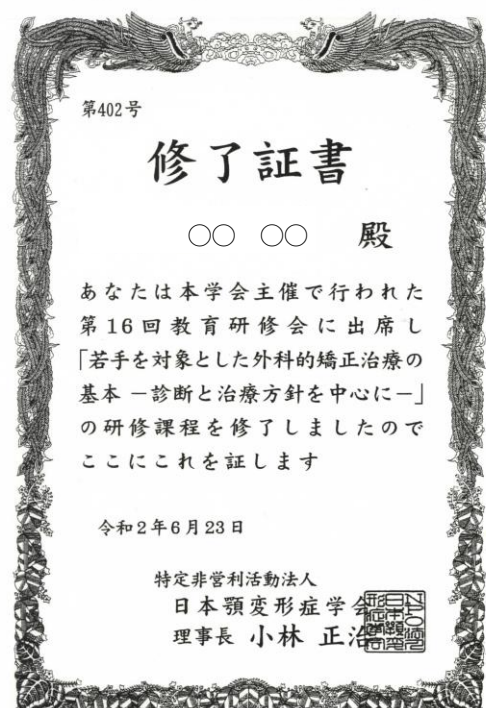 第402号
修了証書
○○ ○○ 殿
あなたは本学会主催で行われた
第16回教育研修会に出席し
「若手を対象とした外科的矯正治療の
基本 －診断と治療方針を中心に－」
の研修課程を修了しましたので
ここにこれを証します
令和2年6月23日
特定非営利活動法人
日本顎変形症学会
理事長 小林 正治